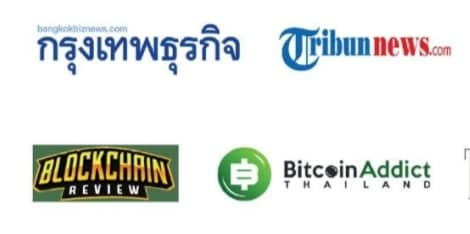 bangkokbiznews.com
กรุงเทพธุรกิจ
Tribunnews.com
BLOCKCHAIN
REVIEW
BitcoinAddict
THAILAND